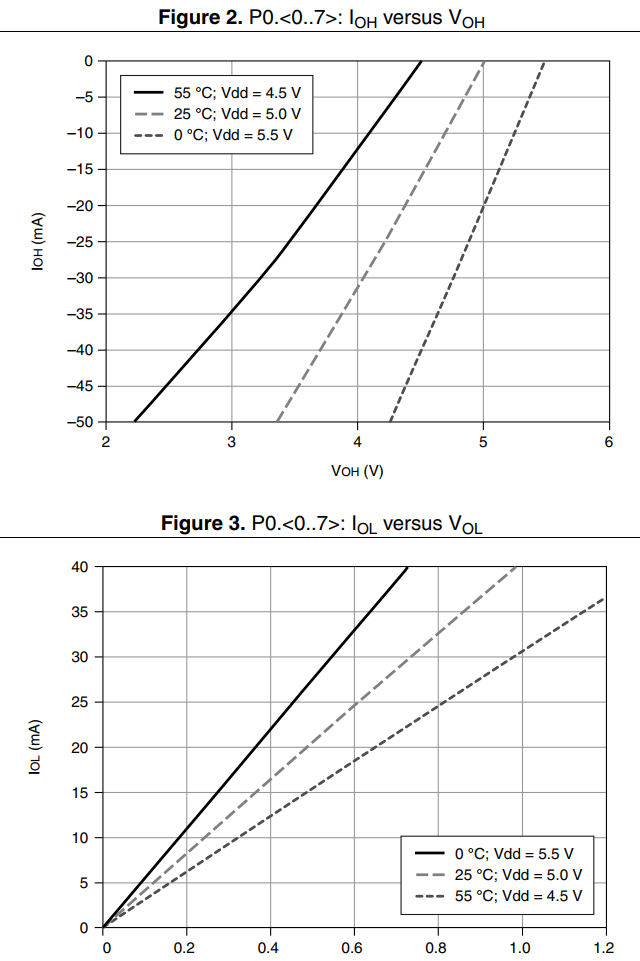 Figure 2. P0.<0..7>: IOH versus VOH
0
–5
–10
–15
–20
–25
–30
–35
–40
–45
–50
IOH (mA)
55 °C; Vdd = 4.5 V
25 °C; Vdd = 5.0 V
0 °C; Vdd = 5.5 V
2 3 4 5 6
VOH (V)
Figure 3. P0.<0..7>: IOL versus VOL
40
35
30
25
20
15
10
5
0
IOL (mA)
0 °C; Vdd = 5.5 V
25 °C; Vdd = 5.0 V
55 °C; Vdd = 4.5 V
0 0.2 0.4 0.6 0.8 1.0 1.2